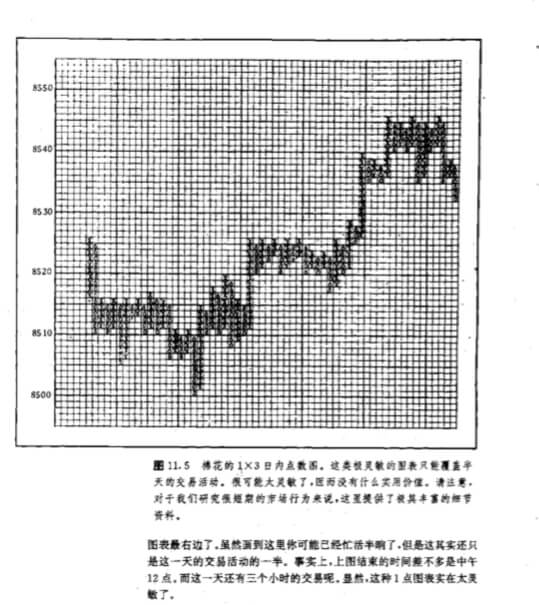 8550
8540
8530
8520
8510
8500
图 11.5 棉花的1×3日内点数图。这类极灵敏的图表只能覆盖半
天的交易活动。很可能太灵敏了,因而没有什么实用价值。请注意,
对于我们研究很短期的市场行为来说,这里提供了极其丰富的细节
资料。
图表最右边了。虽然画到这里你可能已经忙活半晌了,但是这其实还只
是这一天的交易活动的一半。事实上,上图结束的时间差不多是中午
12点,而这一天还有三个小时的交易呢。显然,这种1点图表实在太灵
敏了。